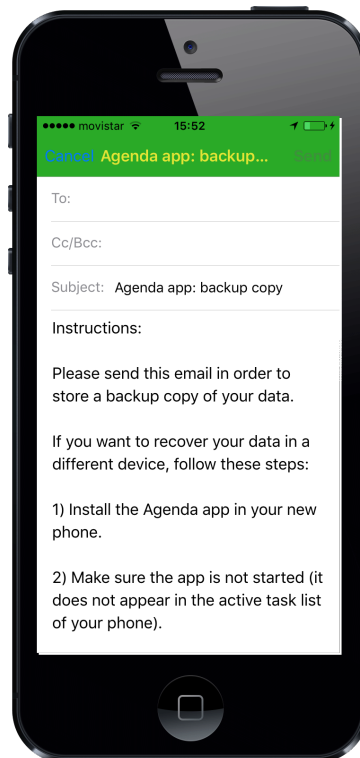 movistar 15:52
Cancel Agenda app: backup... Send
To:
Cc/Bcc:
Subject: Agenda app: backup copy
Instructions:
Please send this email in order to
store a backup copy of your data.
If you want to recover your data in a
different device, follow these steps:
1) Install the Agenda app in your new
phone.
2) Make sure the app is not started (it
does not appear in the active task list
of your phone).